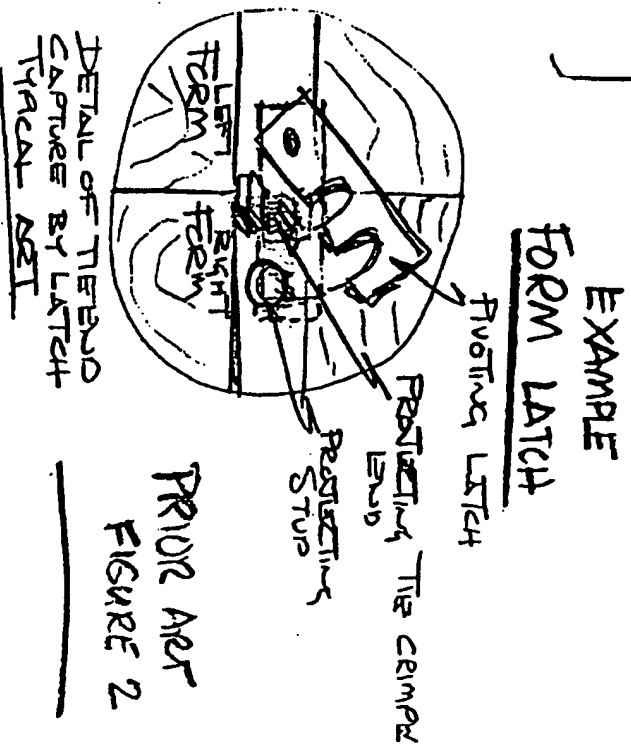 EXAMPLE
FORM LATCH
PIVOTING LATCH
PROJECTING TIE CRIMPED
END
PROJECTING
STUD
LEFT
FORM
RIGHT
FORM
DETAIL OF TIE END
CAPTURE BY LATCH
TYPICAL ART
PRIOR ART
FIGURE 2